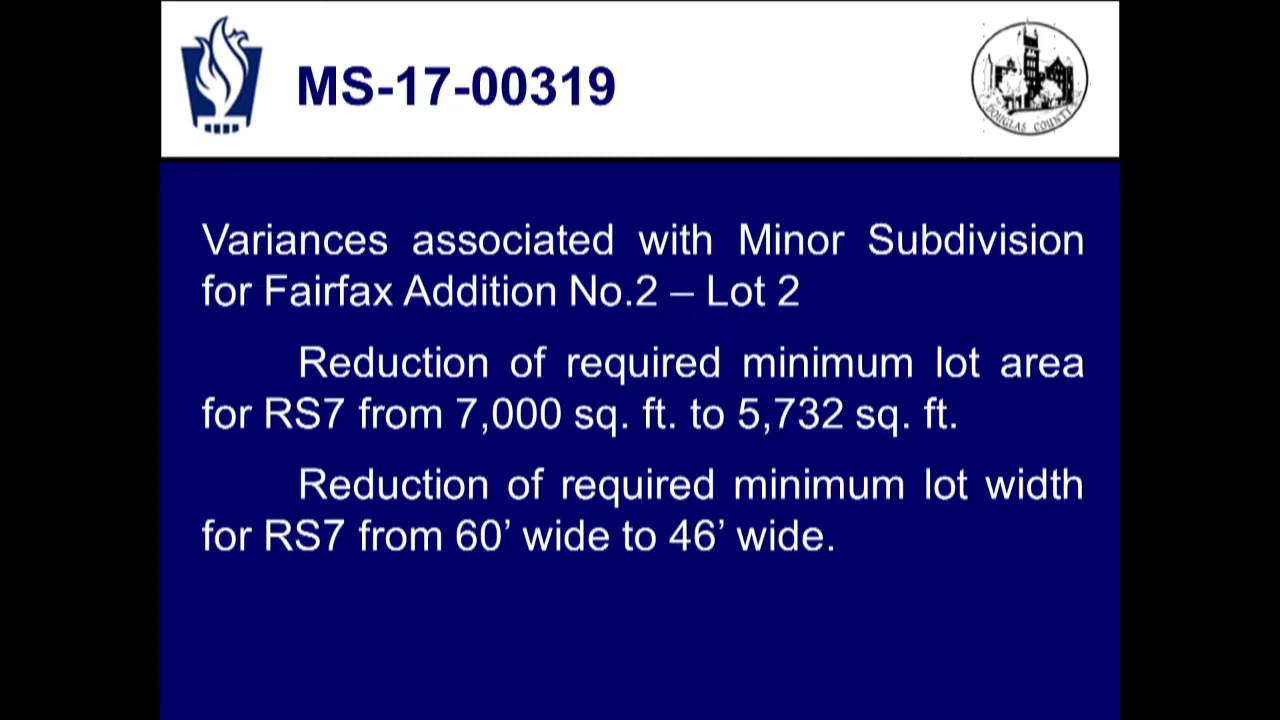 MS-17-00319
DOUGLAS COUNTY
Variances associated with Minor Subdivision
for Fairfax Addition No.2 – Lot 2
Reduction of required minimum lot area
for RS7 from 7,000 sq. ft. to 5,732 sq. ft.
Reduction of required minimum lot width
for RS7 from 60’ wide to 46’ wide.